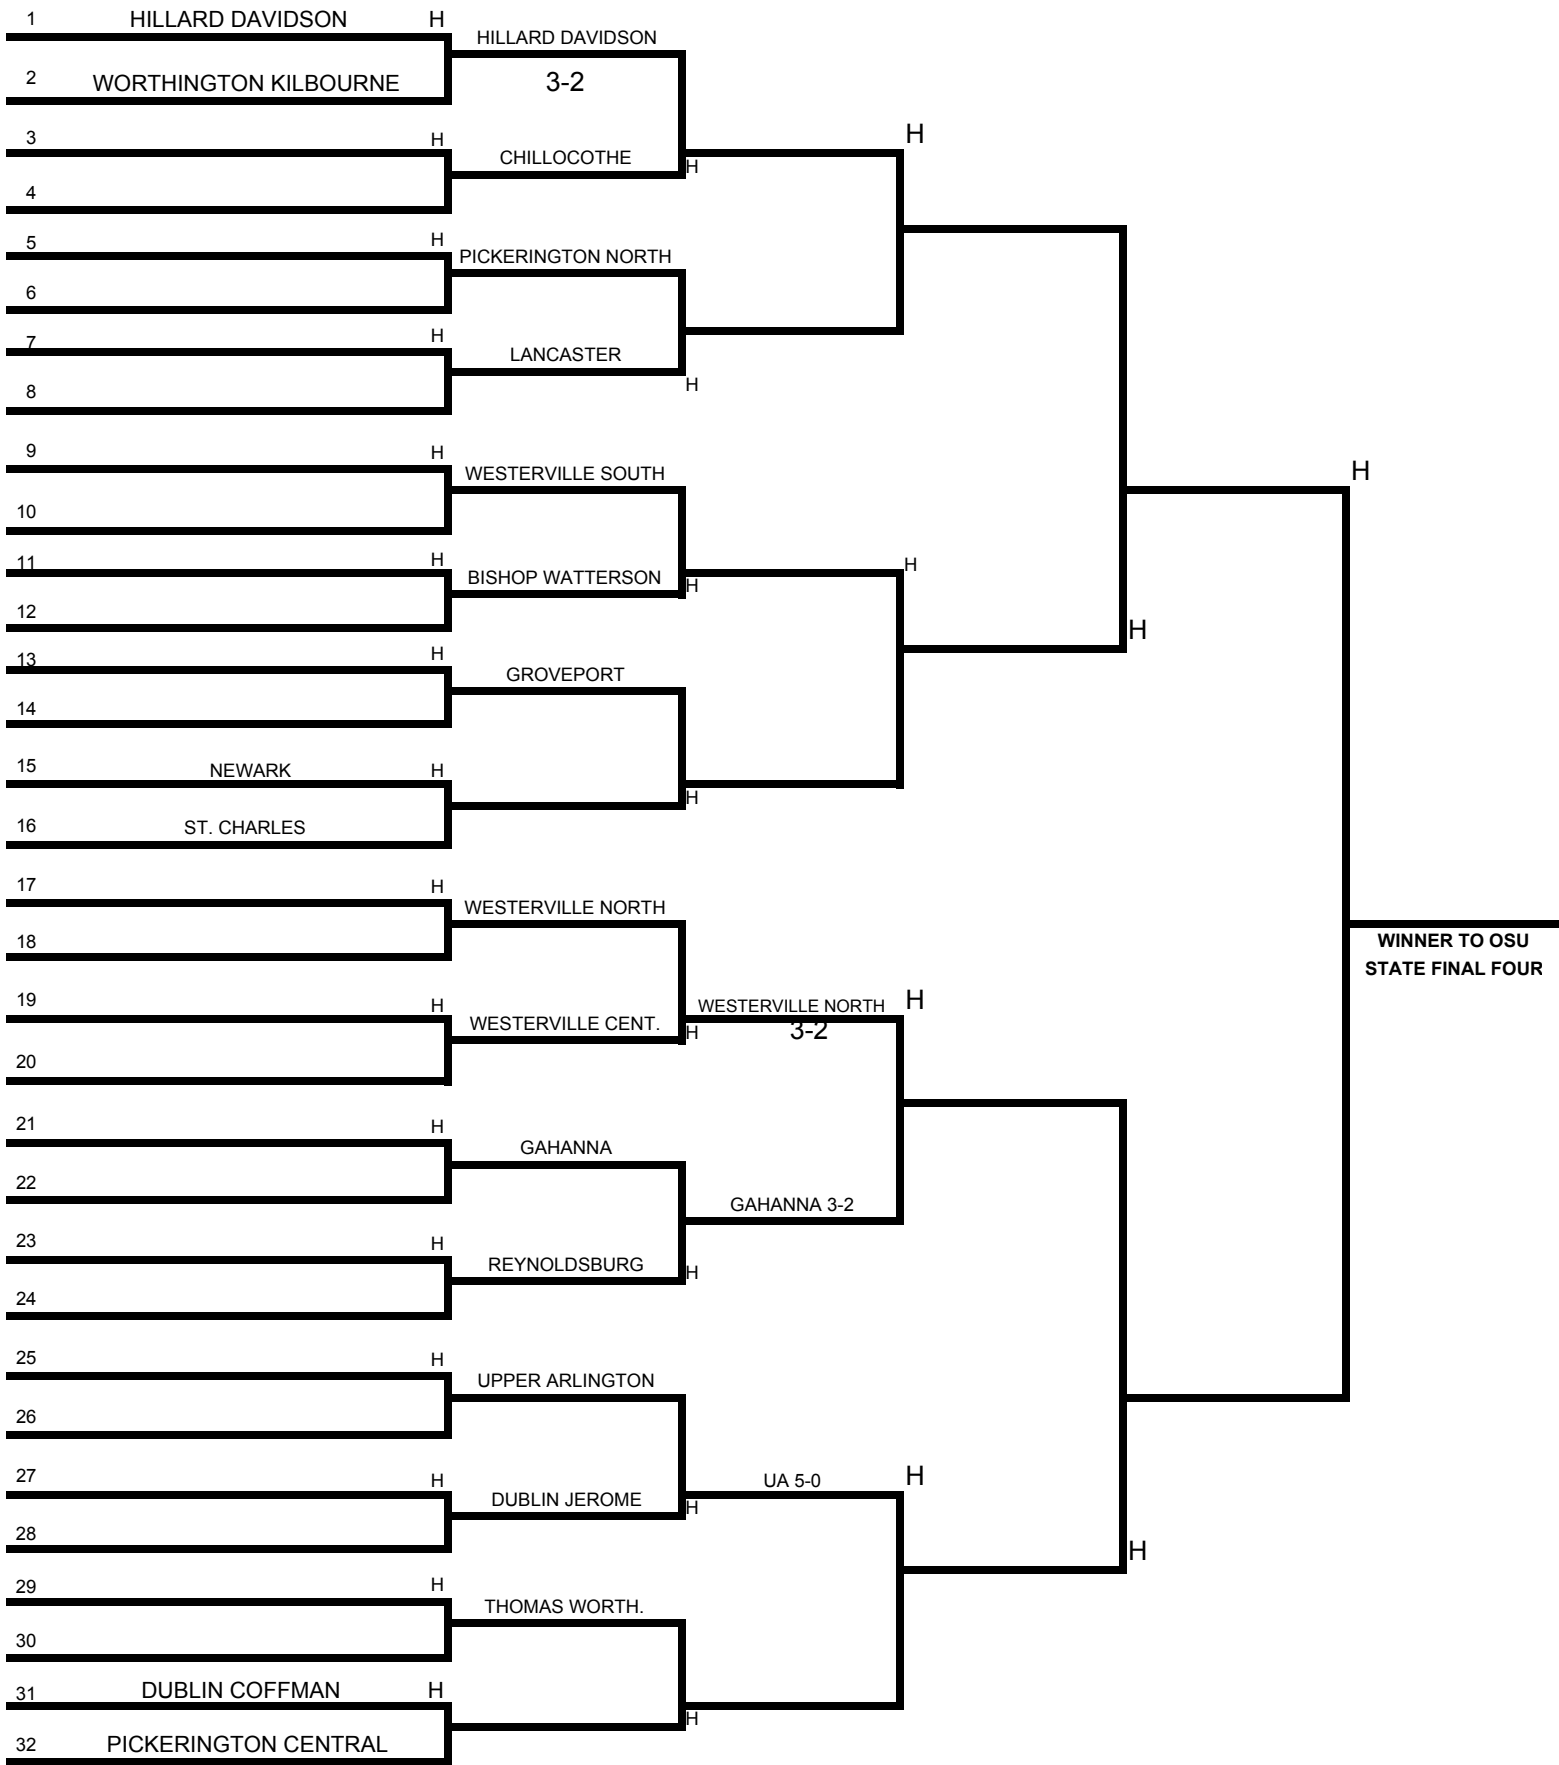 1 HILLARD DAVIDSON H
HILLARD DAVIDSON
2 WORTHINGTON KILBOURNE
3-2
3 H
H
CHILLOCOTHE
H
4
5 H
PICKERINGTON NORTH
6
7 H
LANCASTER
H
8
9 H
WESTERVILLE SOUTH
H
10
11 H
H
BISHOP WATTERSON
H
12
H
13 H
GROVEPORT
14
15 NEWARK H
H
16 ST. CHARLES
17 H
WESTERVILLE NORTH
18
WINNER TO OSU
STATE FINAL FOUR
19 H
WESTERVILLE NORTH H
WESTERVILLE CENT.
H
3-2
20
21 H
GAHANNA
22
GAHANNA 3-2
23 H
REYNOLDSBURG
H
24
25 H
UPPER ARLINGTON
26
27 H
UA 5-0 H
DUBLIN JEROME
H
28
H
29 H
THOMAS WORTH.
30
31 DUBLIN COFFMAN H
H
32 PICKERINGTON CENTRAL